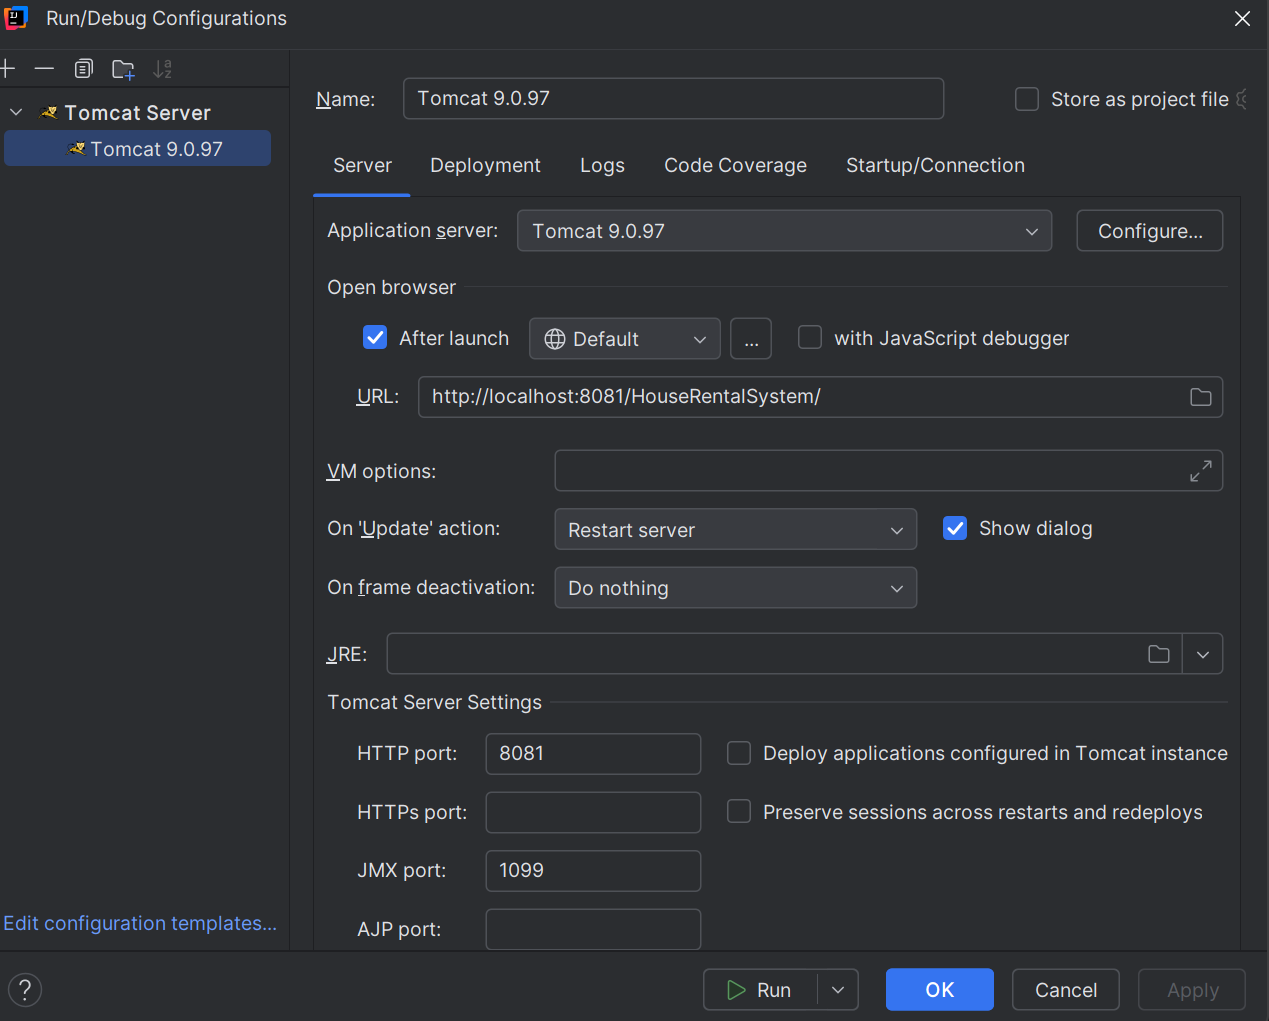 Run/Debug Configurations
Tomcat Server
Tomcat 9.0.97
Edit configuration templates...
Name: Tomcat 9.0.97 Store as project file
Server Deployment Logs Code Coverage Startup/Connection
Application server: Tomcat 9.0.97 Configure...
Open browser
After launch Default ... with JavaScript debugger
URL: http://localhost:8081/HouseRentalSystem/
VM options:
On 'Update' action: Restart server Show dialog
On frame deactivation: Do nothing
JRE:
Tomcat Server Settings
HTTP port: 8081 Deploy applications configured in Tomcat instance
HTTPs port: Preserve sessions across restarts and redeploys
JMX port: 1099
AJP port:
? Run OK Cancel Apply